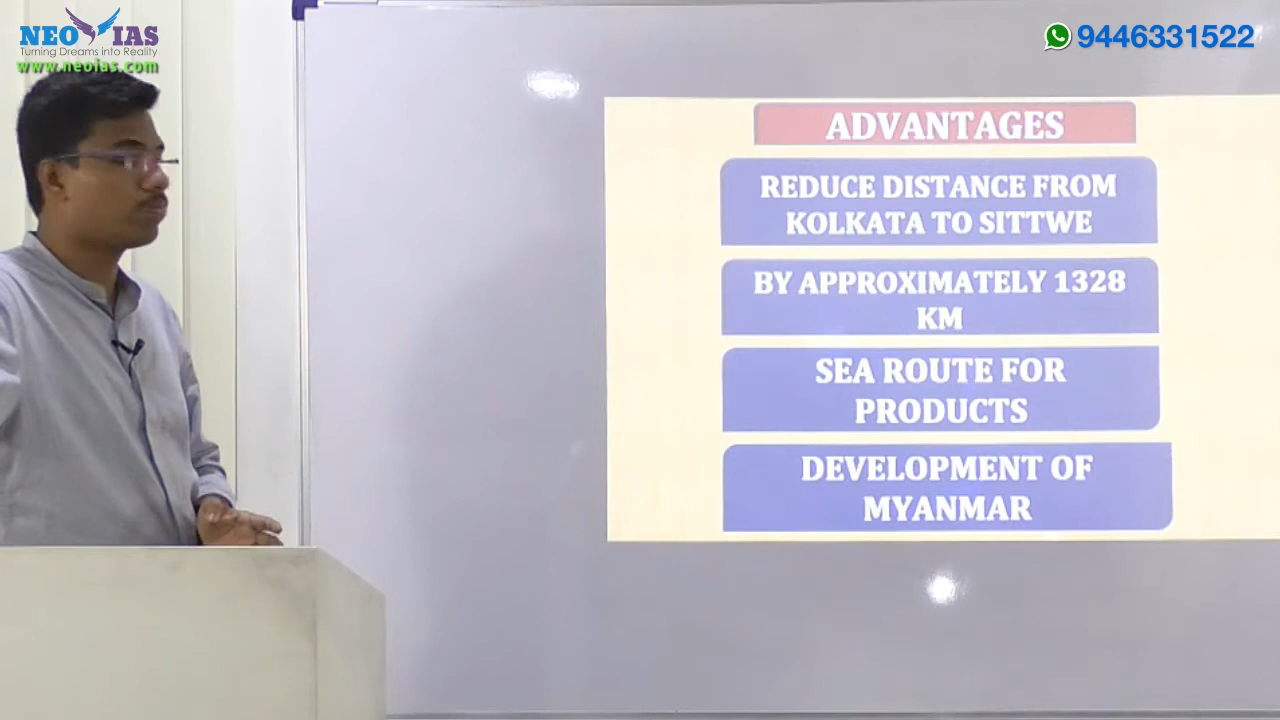 NEO IAS
Turning Dreams into Reality
www.neoias.com
9446331522
ADVANTAGES
REDUCE DISTANCE FROM
KOLKATA TO SITTWE
BY APPROXIMATELY 1328
KM
SEA ROUTE FOR
PRODUCTS
DEVELOPMENT OF
MYANMAR